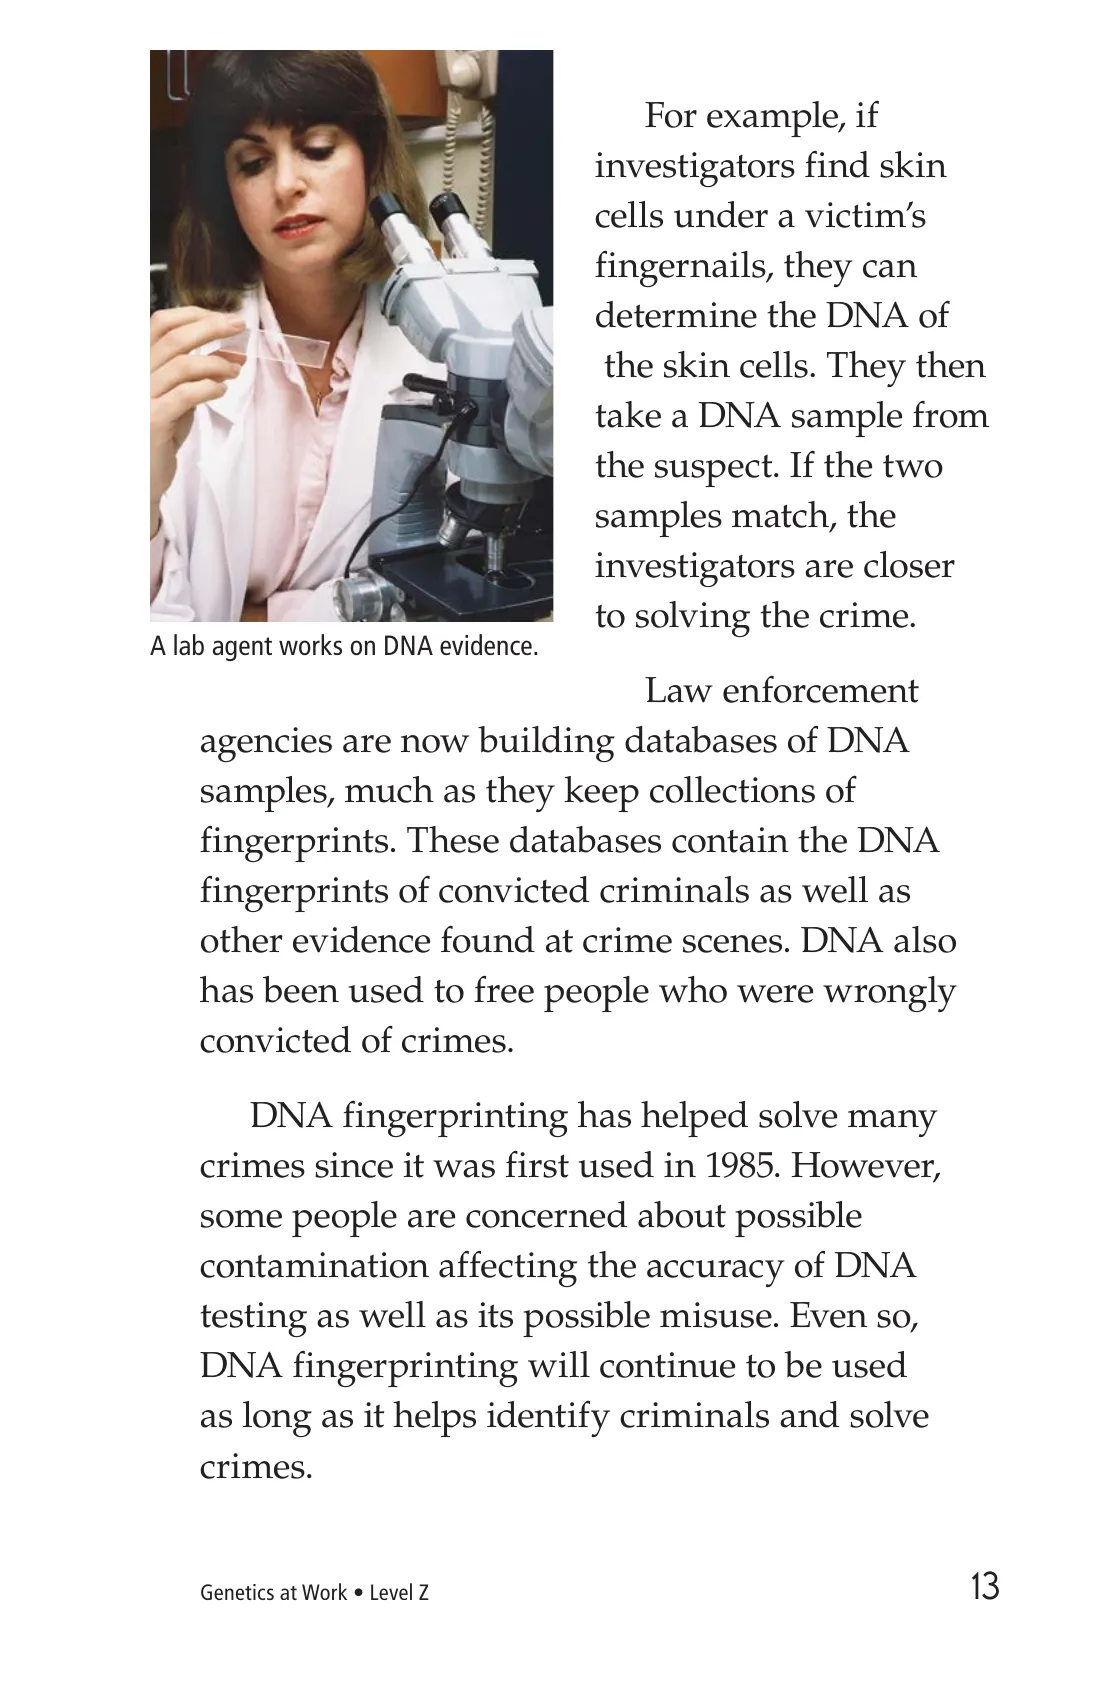 For example, if
investigators find skin
cells under a victim’s
fingernails, they can
determine the DNA of
the skin cells. They then
take a DNA sample from
the suspect. If the two
samples match, the
investigators are closer
to solving the crime.
A lab agent works on DNA evidence.
Law enforcement
agencies are now building databases of DNA
samples, much as they keep collections of
fingerprints. These databases contain the DNA
fingerprints of convicted criminals as well as
other evidence found at crime scenes. DNA also
has been used to free people who were wrongly
convicted of crimes.
DNA fingerprinting has helped solve many
crimes since it was first used in 1985. However,
some people are concerned about possible
contamination affecting the accuracy of DNA
testing as well as its possible misuse. Even so,
DNA fingerprinting will continue to be used
as long as it helps identify criminals and solve
crimes.
Genetics at Work • Level Z
13